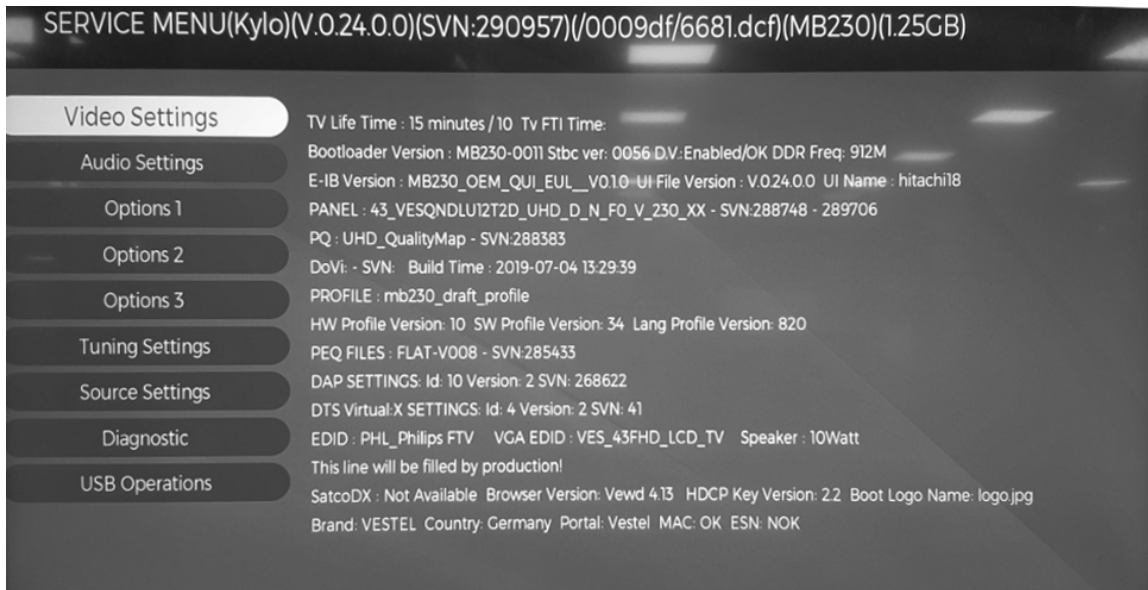 SERVICE MENU(Kylo)(V.0.24.0.0)(SVN:290957)(/0009df/6681.dcf)(MB230)(1.25GB)
Video Settings
Audio Settings
Options 1
Options 2
Options 3
Tuning Settings
Source Settings
Diagnostic
USB Operations
TV Life Time : 15 minutes / 10 Tv FTI Time:
Bootloader Version : MB230-0011 Stbc ver: 0056 D.V.:Enabled/OK DDR Freq: 912M
E-IB Version : MB230_OEM_QUI_EUL__V0.1.0 UI File Version : V.0.24.0.0 UI Name : hitachi18
PANEL : 43_VESQNDLU12T2D_UHD_D_N_F0_V_230_XX - SVN:288748 - 289706
PQ : UHD_QualityMap - SVN:288383
DoVi: - SVN: Build Time : 2019-07-04 13:29:39
PROFILE : mb230_draft_profile
HW Profile Version: 10 SW Profile Version: 34 Lang Profile Version: 820
PEQ FILES : FLAT-V008 - SVN:285433
DAP SETTINGS: Id: 10 Version: 2 SVN: 268622
DTS Virtual:X SETTINGS: Id: 4 Version: 2 SVN: 41
EDID : PHL_Philips FTV VGA EDID : VES_43FHD_LCD_TV Speaker : 10Watt
This line will be filled by production!
SatcoDX : Not Available Browser Version: Vewd 4.13 HDCP Key Version: 2.2 Boot Logo Name: logo.jpg
Brand: VESTEL Country: Germany Portal: Vestel MAC: OK ESN: NOK